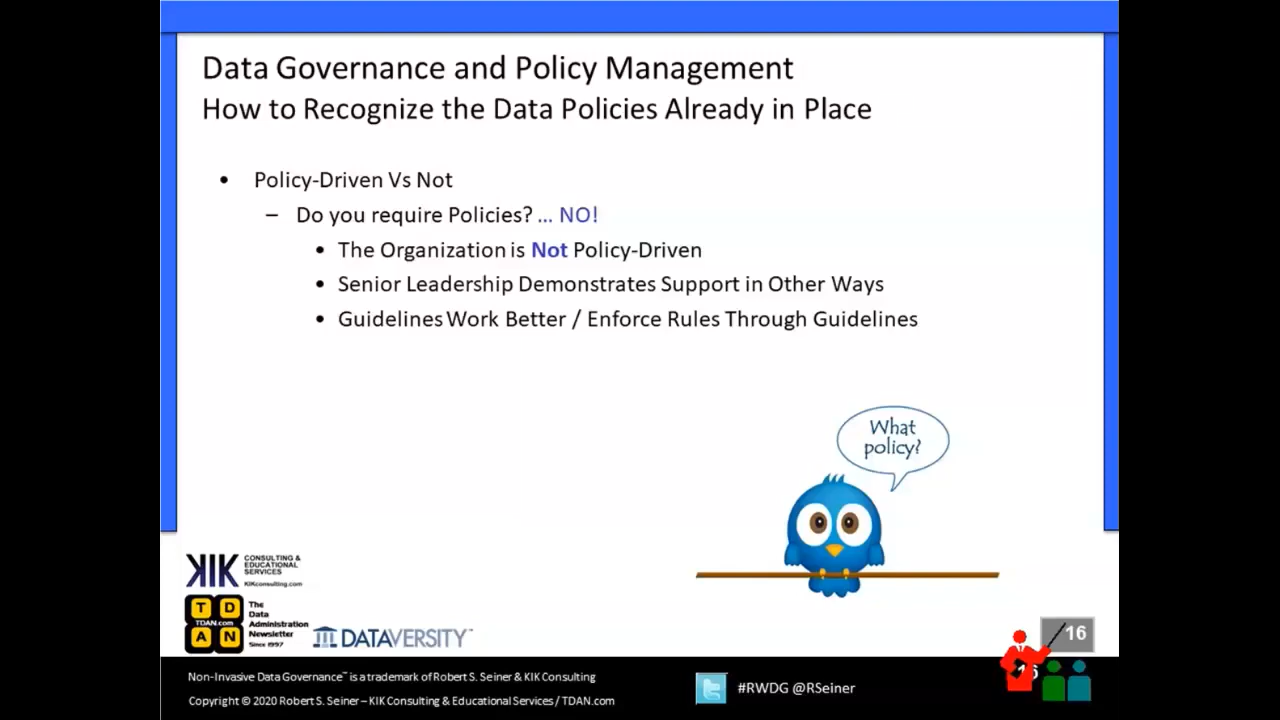 Data Governance and Policy Management
How to Recognize the Data Policies Already in Place
• Policy-Driven Vs Not
– Do you require Policies? ... NO!
• The Organization is Not Policy-Driven
• Senior Leadership Demonstrates Support in Other Ways
• Guidelines Work Better / Enforce Rules Through Guidelines
What
policy?
KIK
CONSULTING &
EDUCATIONAL
SERVICES
KIKconsulting.com
T D
TDAN.com
A N
The
Data
Administration
Newsletter
Since 1997
DATAVERSITY™
16
16
Non-Invasive Data Governance™ is a trademark of Robert S. Seiner & KIK Consulting
Copyright © 2020 Robert S. Seiner – KIK Consulting & Educational Services / TDAN.com
#RWDG @RSeiner